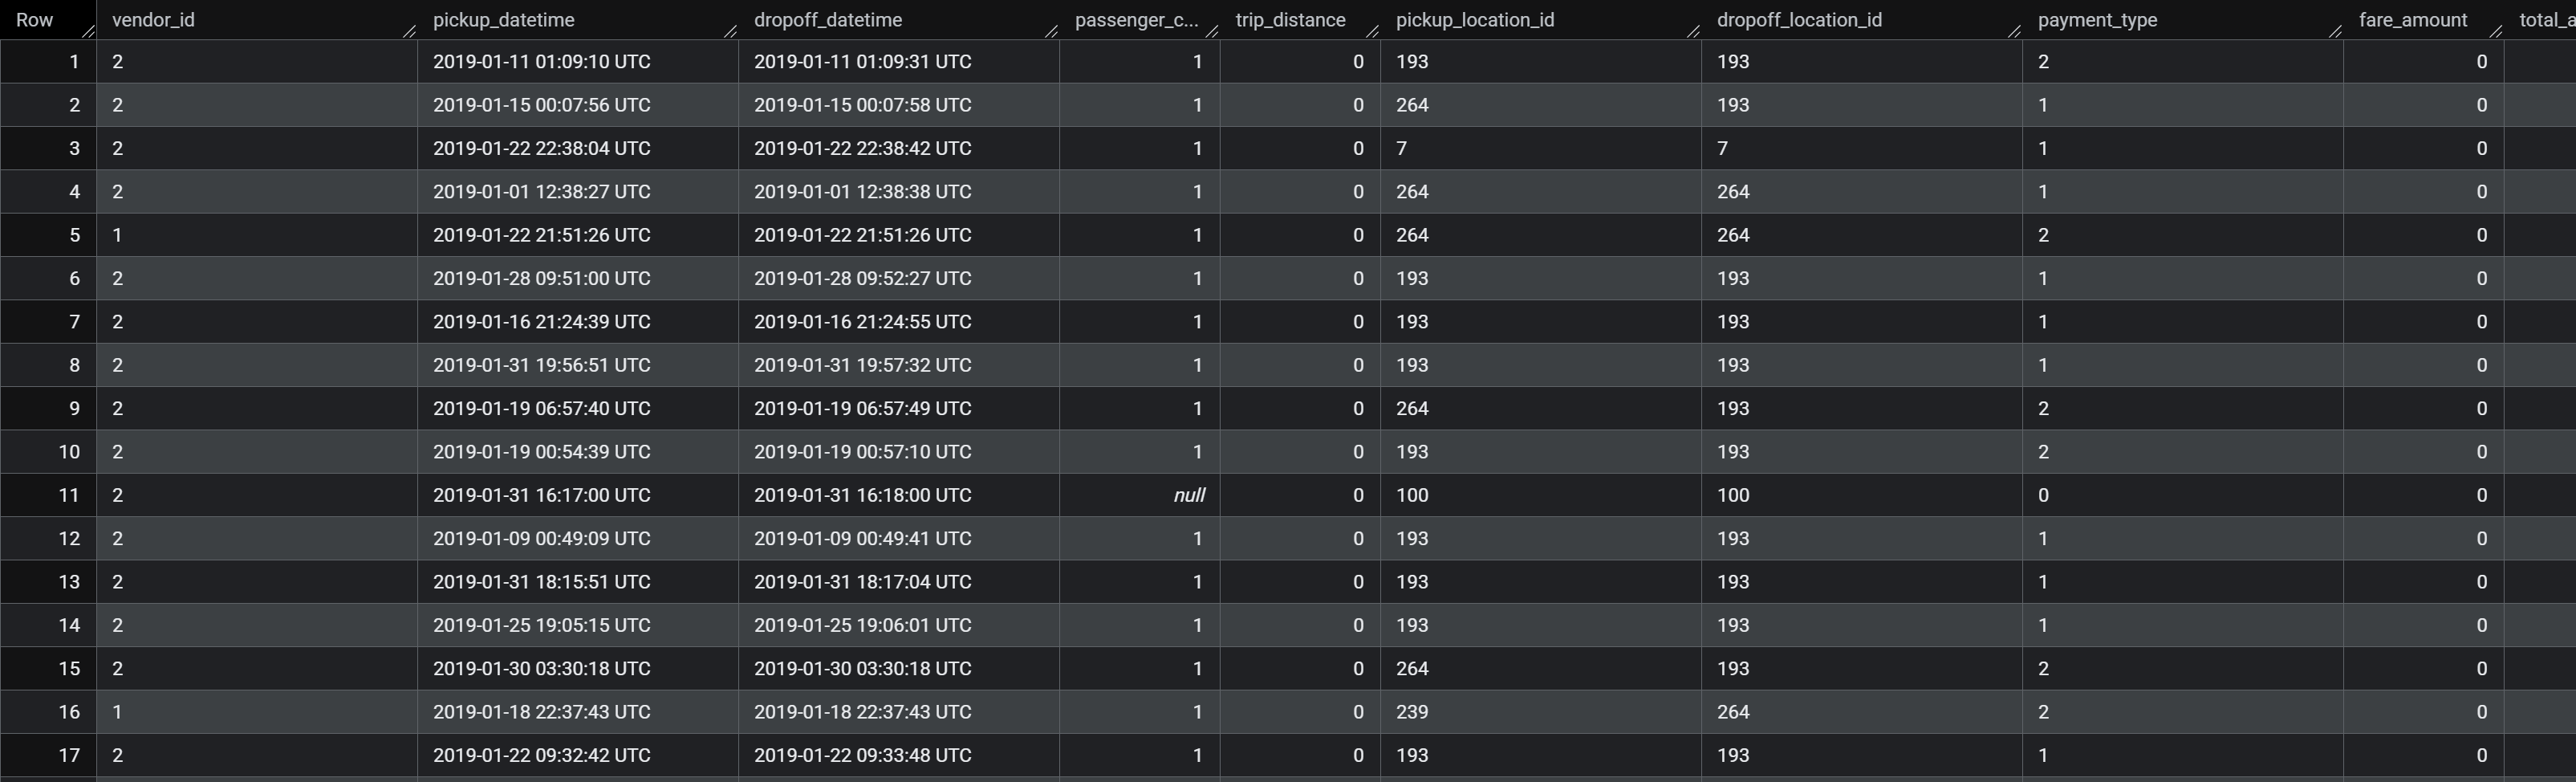 Row vendor_id pickup_datetime dropoff_datetime passenger_c... trip_distance pickup_location_id dropoff_location_id payment_type fare_amount total_a
1 2 2019-01-11 01:09:10 UTC 2019-01-11 01:09:31 UTC 1 0 193 193 2 0
2 2 2019-01-15 00:07:56 UTC 2019-01-15 00:07:58 UTC 1 0 264 193 1 0
3 2 2019-01-22 22:38:04 UTC 2019-01-22 22:38:42 UTC 1 0 7 7 1 0
4 2 2019-01-01 12:38:27 UTC 2019-01-01 12:38:38 UTC 1 0 264 264 1 0
5 1 2019-01-22 21:51:26 UTC 2019-01-22 21:51:26 UTC 1 0 264 264 2 0
6 2 2019-01-28 09:51:00 UTC 2019-01-28 09:52:27 UTC 1 0 193 193 1 0
7 2 2019-01-16 21:24:39 UTC 2019-01-16 21:24:55 UTC 1 0 193 193 1 0
8 2 2019-01-31 19:56:51 UTC 2019-01-31 19:57:32 UTC 1 0 193 193 1 0
9 2 2019-01-19 06:57:40 UTC 2019-01-19 06:57:49 UTC 1 0 264 193 2 0
10 2 2019-01-19 00:54:39 UTC 2019-01-19 00:57:10 UTC 1 0 193 193 2 0
11 2 2019-01-31 16:17:00 UTC 2019-01-31 16:18:00 UTC null 0 100 100 0 0
12 2 2019-01-09 00:49:09 UTC 2019-01-09 00:49:41 UTC 1 0 193 193 1 0
13 2 2019-01-31 18:15:51 UTC 2019-01-31 18:17:04 UTC 1 0 193 193 1 0
14 2 2019-01-25 19:05:15 UTC 2019-01-25 19:06:01 UTC 1 0 193 193 1 0
15 2 2019-01-30 03:30:18 UTC 2019-01-30 03:30:18 UTC 1 0 264 193 2 0
16 1 2019-01-18 22:37:43 UTC 2019-01-18 22:37:43 UTC 1 0 239 264 2 0
17 2 2019-01-22 09:32:42 UTC 2019-01-22 09:33:48 UTC 1 0 193 193 1 0